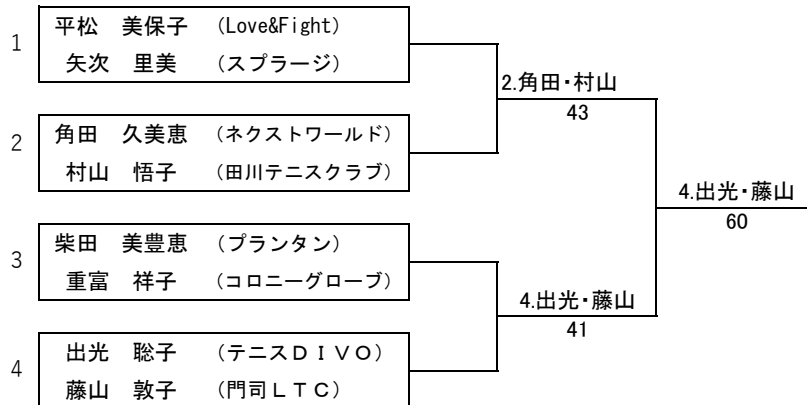 1
平松　美保子　(Love&Fight)
矢次　里美　(スプラージ)
2
角田　久美恵　(ネクストワールド)
村山　悟子　(田川テニスクラブ)
3
柴田　美豊恵　(プランタン)
重富　祥子　(コロニーグローブ)
4
出光　聡子　(テニスＤＩＶＯ)
藤山　敦子　(門司ＬＴＣ)
2.角田・村山
43
4.出光・藤山
41
4.出光・藤山
60